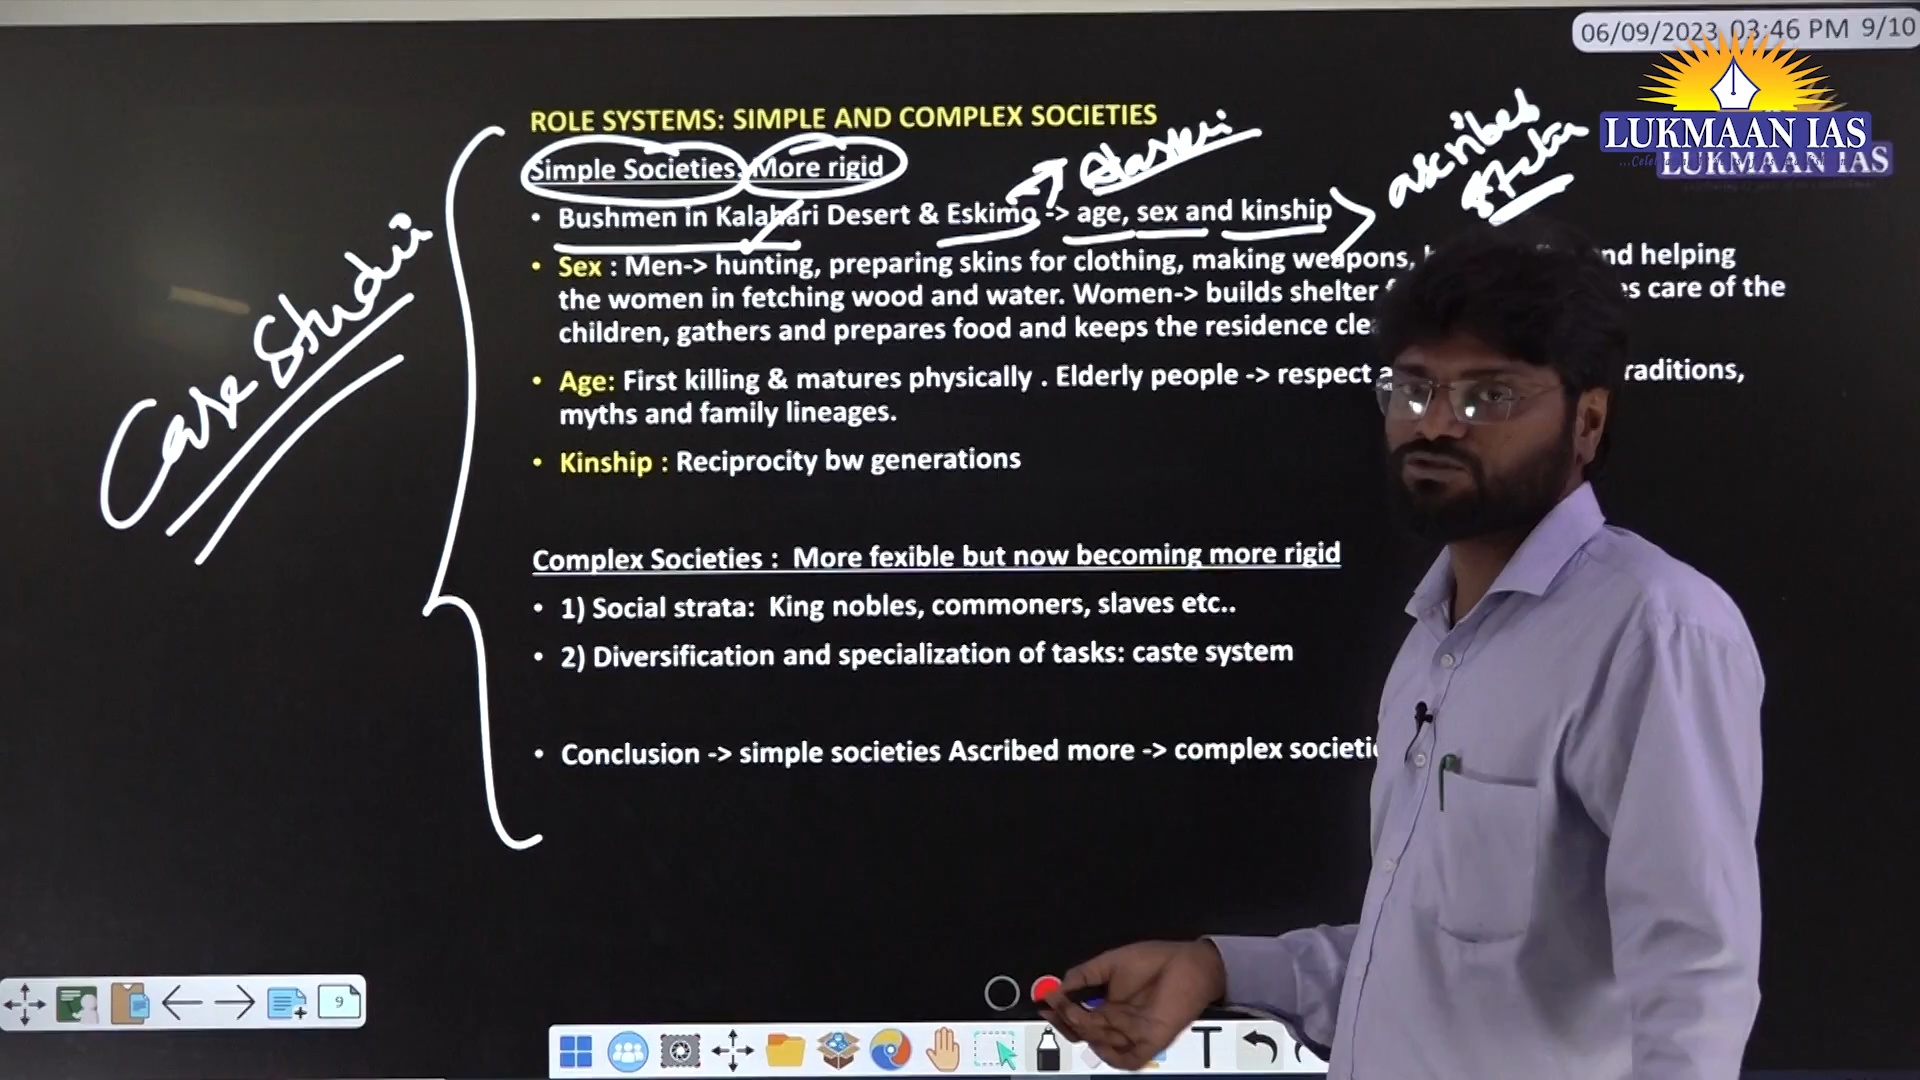 06/09/2023 03:46 PM 9/10
LUKMAAN IAS
LUKMAAN IAS
ROLE SYSTEMS: SIMPLE AND COMPLEX SOCIETIES
Simple Societies: More rigid
ascribed
• Bushmen in Kalahari Desert & Eskimo -> age, sex and kinship
• Sex : Men-> hunting, preparing skins for clothing, making weapons, nd helping
the women in fetching wood and water. Women-> builds shelter care of the
children, gathers and prepares food and keeps the residence
• Age: First killing & matures physically . Elderly people -> respect raditions,
myths and family lineages.
• Kinship : Reciprocity bw generations
Case Studii
Complex Societies : More fexible but now becoming more rigid
• 1) Social strata: King nobles, commoners, slaves etc..
• 2) Diversification and specialization of tasks: caste system
• Conclusion -> simple societies Ascribed more -> complex societi
9
T